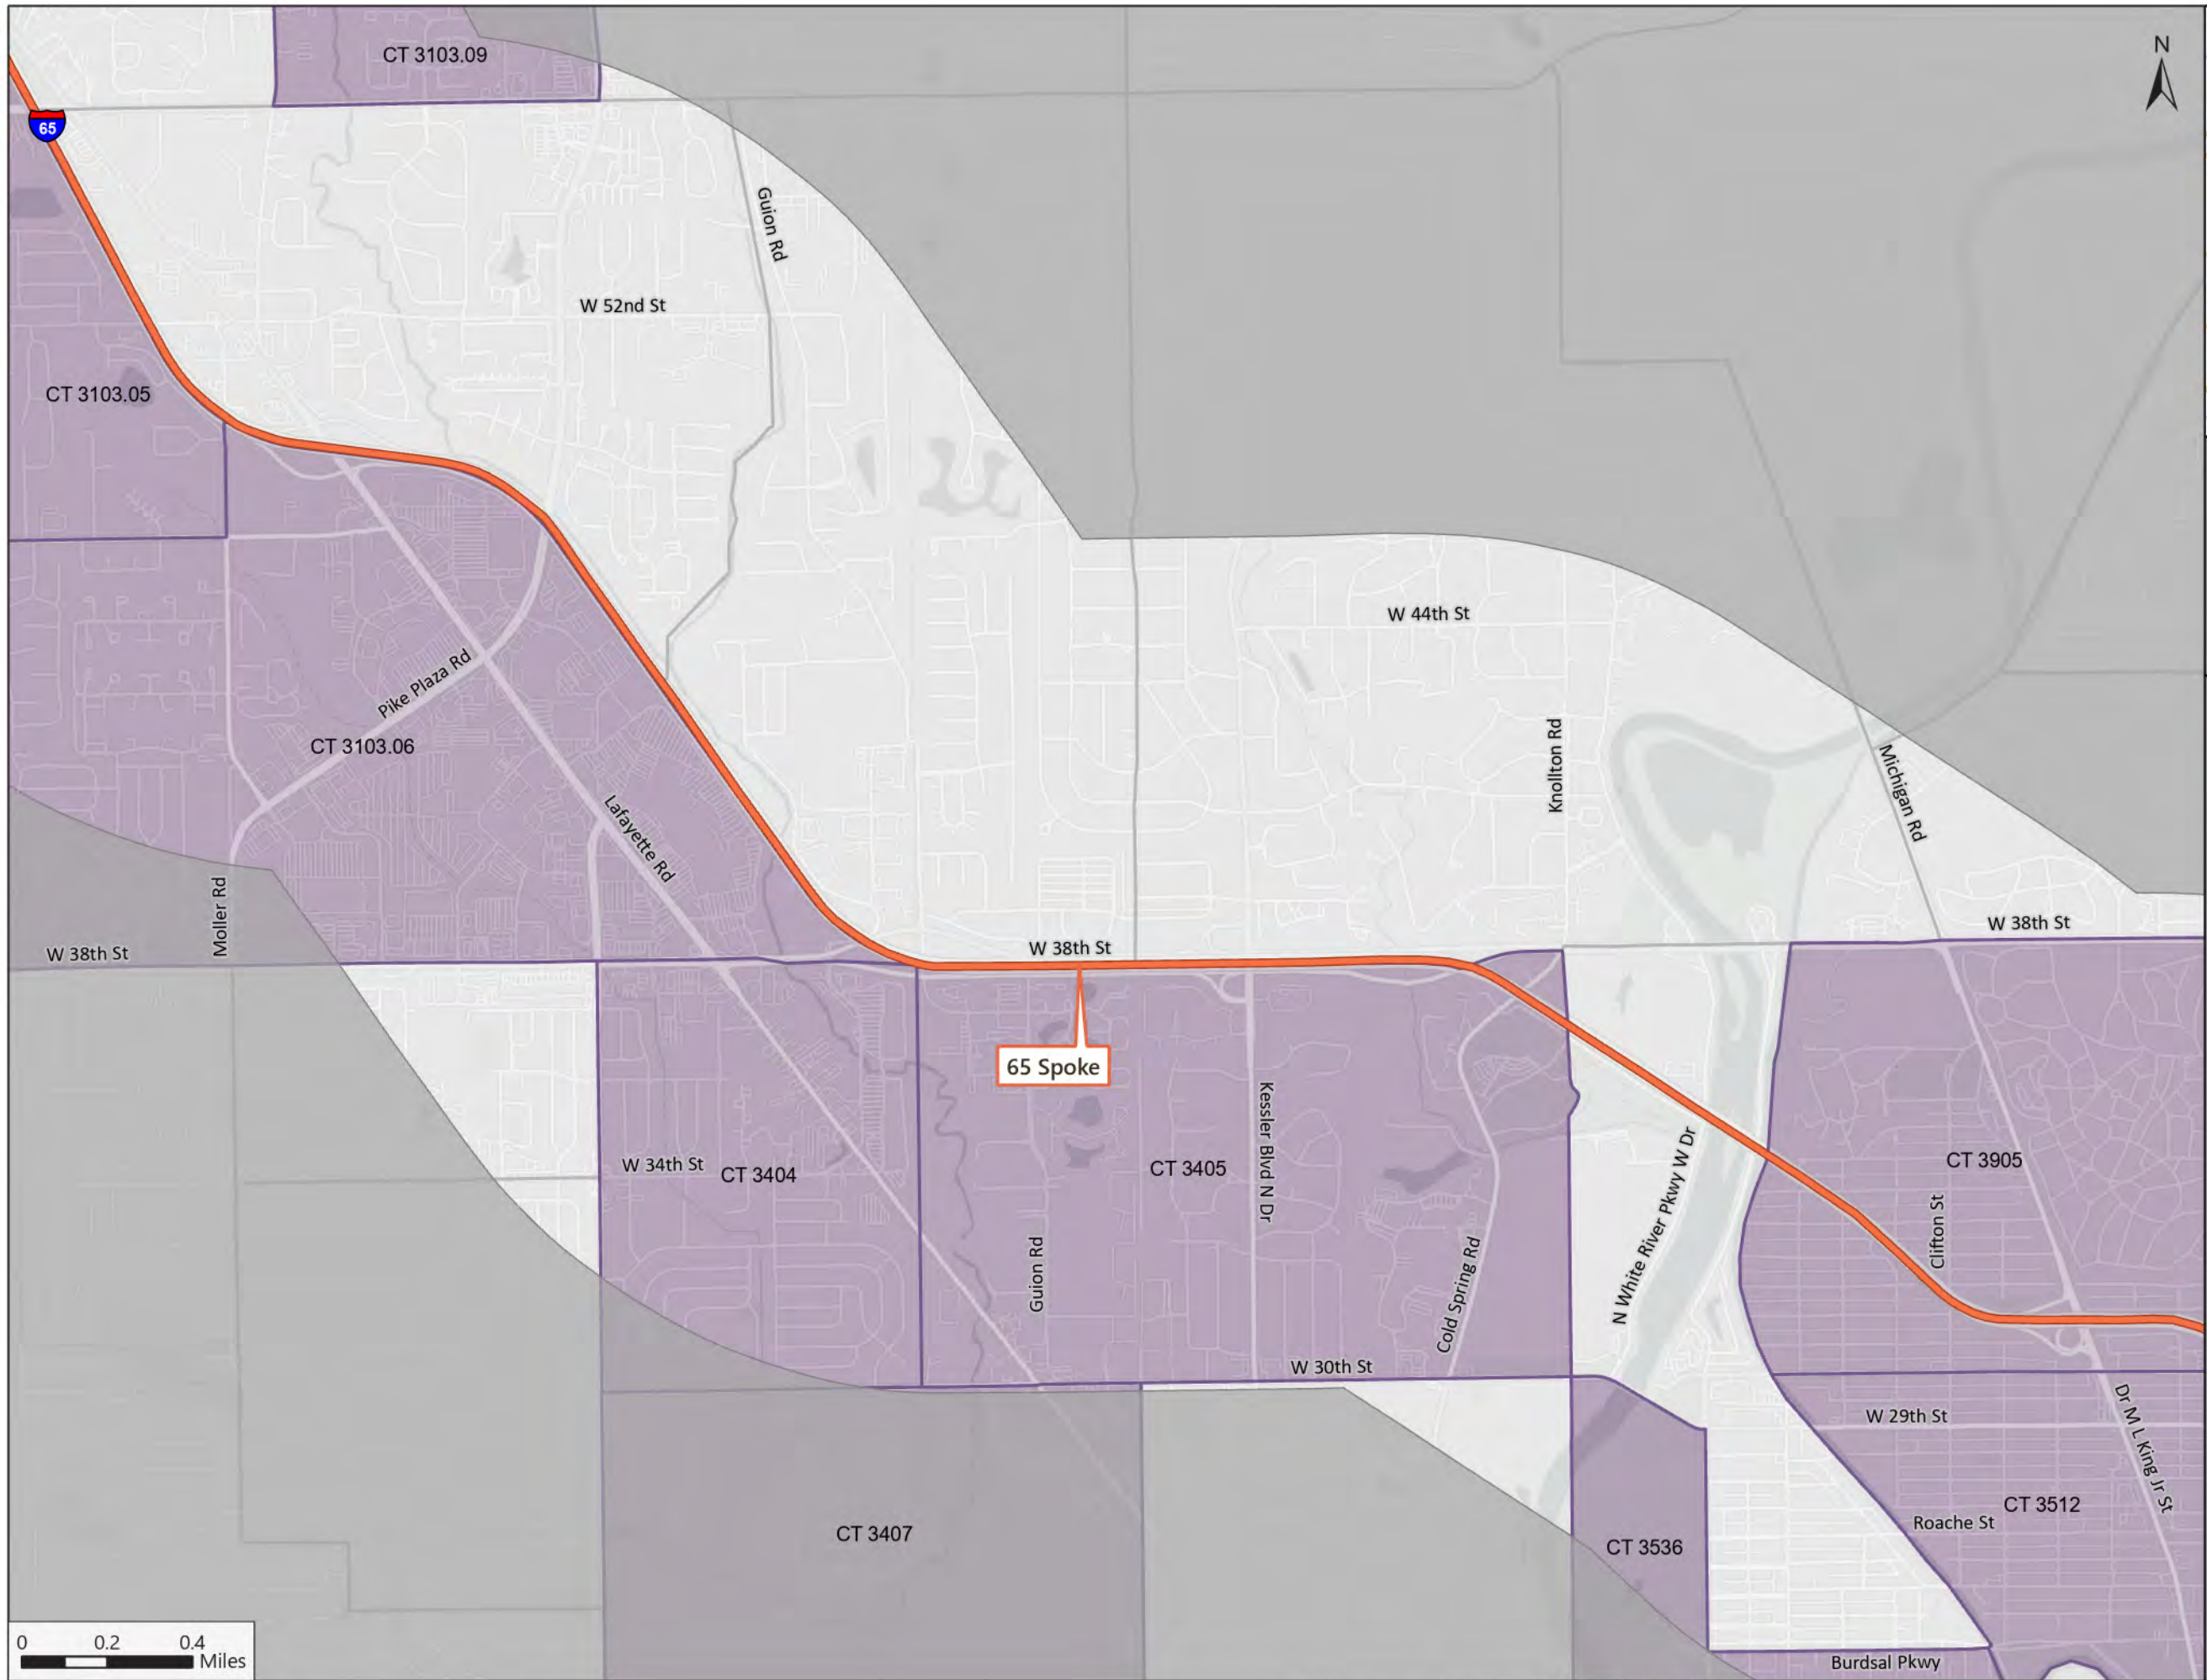 CT 3103.09
N
65
Guion Rd
W 52nd St
CT 3103.05
W 44th St
Pike Plaza Rd
CT 3103.06
Knollton Rd
Michigan Rd
Lafayette Rd
Moller Rd
W 38th St
W 38th St
W 38th St
65 Spoke
Kessler Blvd N Dr
W 34th St
CT 3404
CT 3405
N White River Pkwy W Dr
CT 3905
Clifton St
Guion Rd
Cold Spring Rd
W 30th St
W 29th St
Dr M L King Jr St
CT 3407
CT 3512
Roache St
CT 3536
0 0.2 0.4
Miles
Burdsal Pkwy